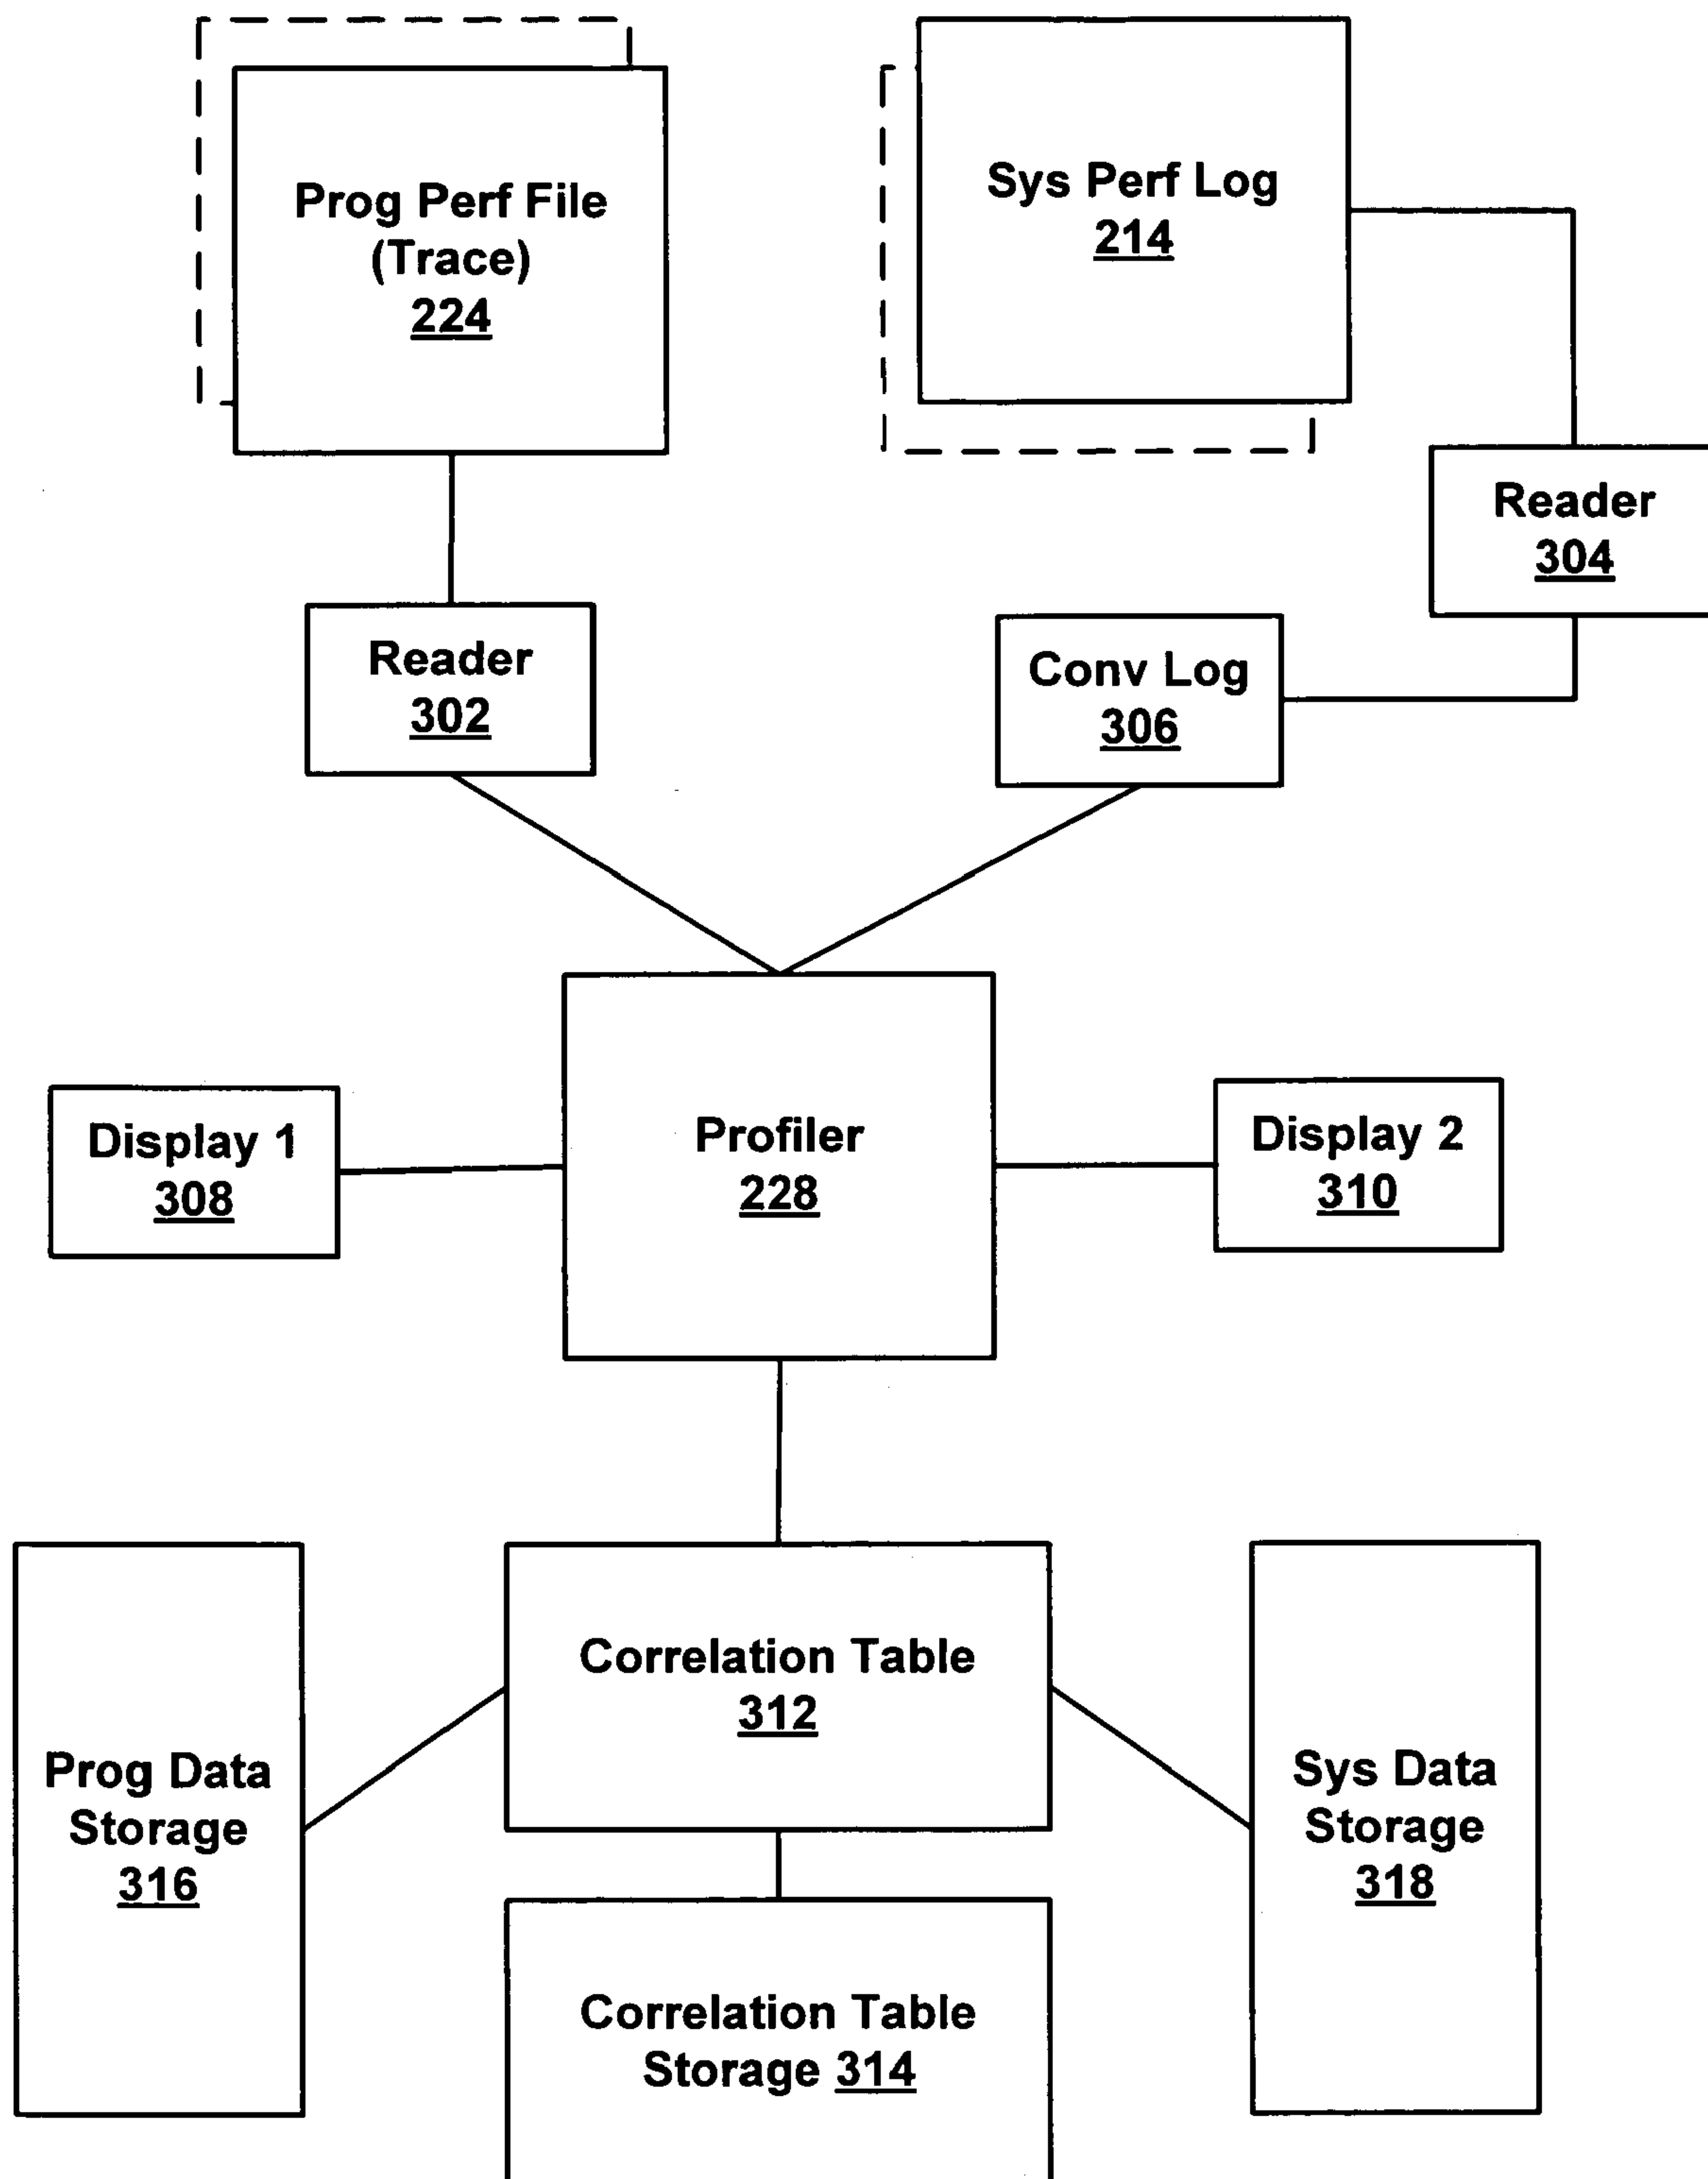 Prog Perf File
(Trace)
224
Sys Perf Log
214
Reader
304
Reader
302
Conv Log
306
Profiler
228
Display 1
308
Display 2
310
Correlation Table
312
Prog Data
Storage
316
Sys Data
Storage
318
Correlation Table
Storage 314